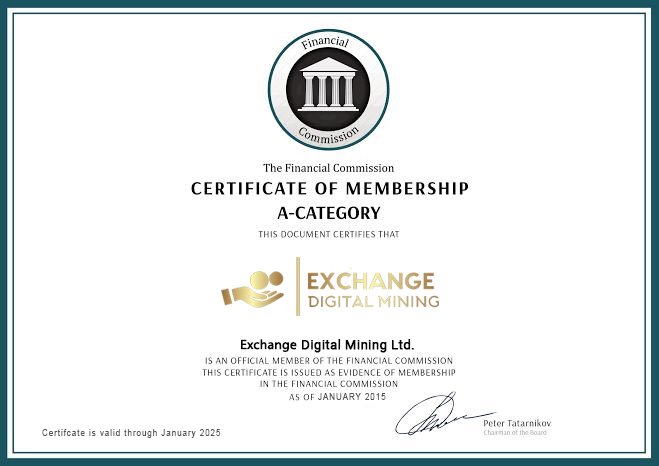 Financial
Commission
The Financial Commission
CERTIFICATE OF MEMBERSHIP
A-CATEGORY
THIS DOCUMENT CERTIFIES THAT
EXCHANGE
DIGITAL MINING
Exchange Digital Mining Ltd.
IS AN OFFICIAL MEMBER OF THE FINANCIAL COMMISSION
THIS CERTIFICATE IS ISSUED AS EVIDENCE OF MEMBERSHIP
IN THE FINANCIAL COMMISSION
AS OF JANUARY 2015
Peter Tatarnikov
Chairman of the Board
Certifcate is valid through January 2025